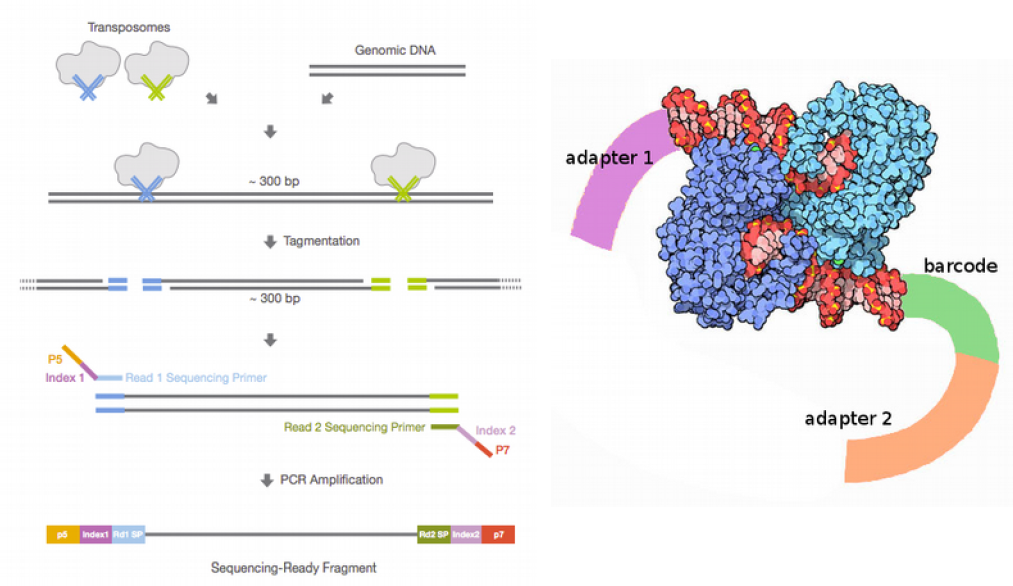 Transposomes
Genomic DNA
~ 300 bp
Tagmentation
~ 300 bp
P5
Index 1
Read 1 Sequencing Primer
Read 2 Sequencing Primer
Index 2
P7
PCR Amplification
p5
Index1
Rd1 SP
Rd2 SP
Index2
p7
Sequencing-Ready Fragment
adapter 1
barcode
adapter 2